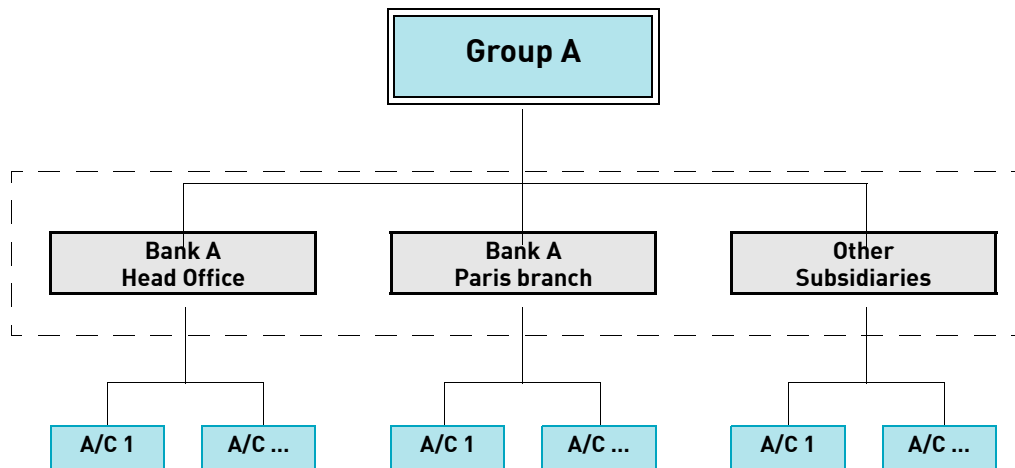 Group A
Bank A
Head Office
Bank A
Paris branch
Other
Subsidiaries
A/C 1
A/C ...
A/C 1
A/C ...
A/C 1
A/C ...